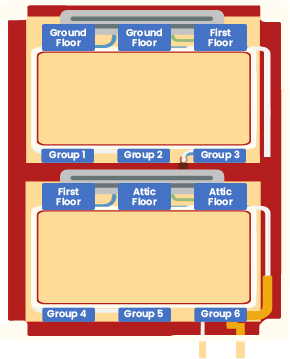 Ground Floor
Ground Floor
First Floor
Group 1
Group 2
Group 3
First Floor
Attic Floor
Attic Floor
Group 4
Group 5
Group 6